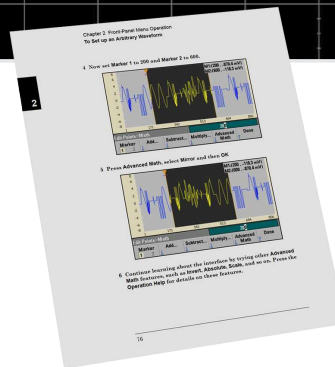 Chapter 2 Front-Panel Menu Operation
To Set up an Arbitrary Waveform
2
4 Now set Marker 1 to 200 and Marker 2 to 600.
Edit Points: Math
Marker Add... Subtract... Multiply... Advanced Math Done
5 Press Advanced Math, select Mirror and then OK
Edit Points: Math
Marker Add... Subtract... Multiply... Advanced Math Done
6 Continue learning about the interface by trying other Advanced
Math features, such as Invert, Absolute, Scale, and so on. Press the
Operation Help for details on these features.
76